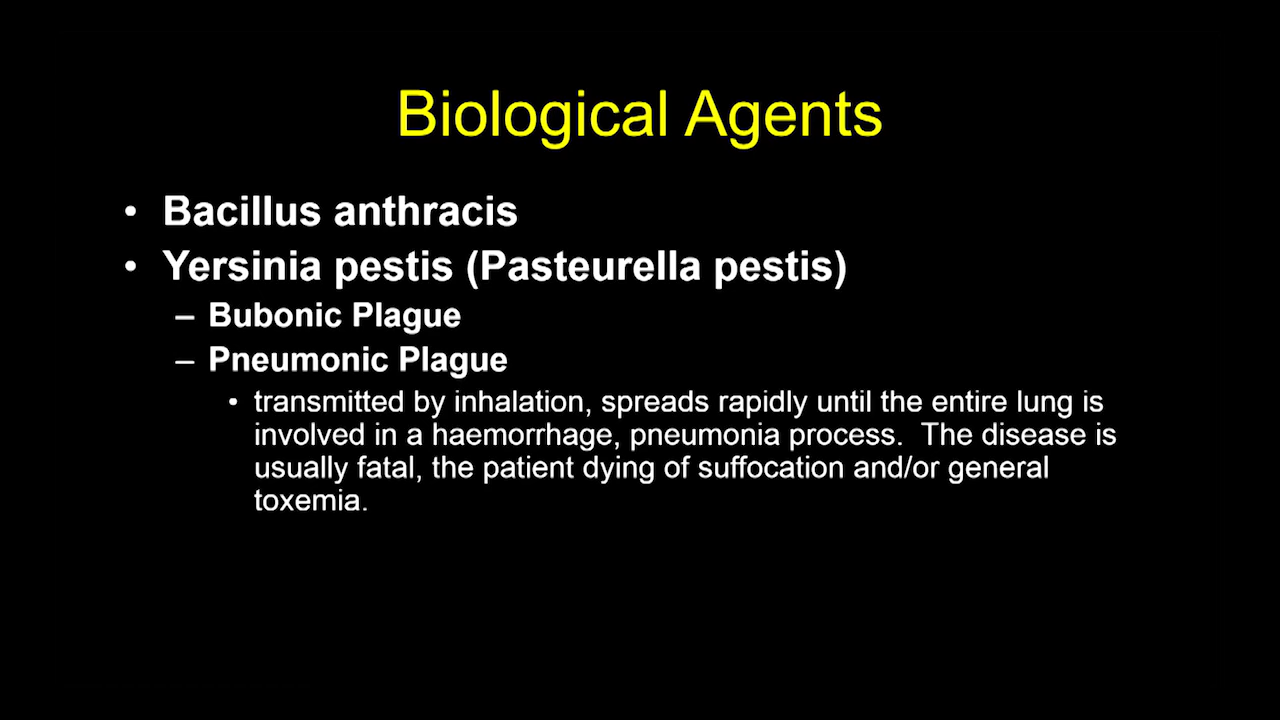 Biological Agents
• Bacillus anthracis
• Yersinia pestis (Pasteurella pestis)
– Bubonic Plague
– Pneumonic Plague
• transmitted by inhalation, spreads rapidly until the entire lung is
involved in a haemorrhage, pneumonia process.  The disease is
usually fatal, the patient dying of suffocation and/or general
toxemia.